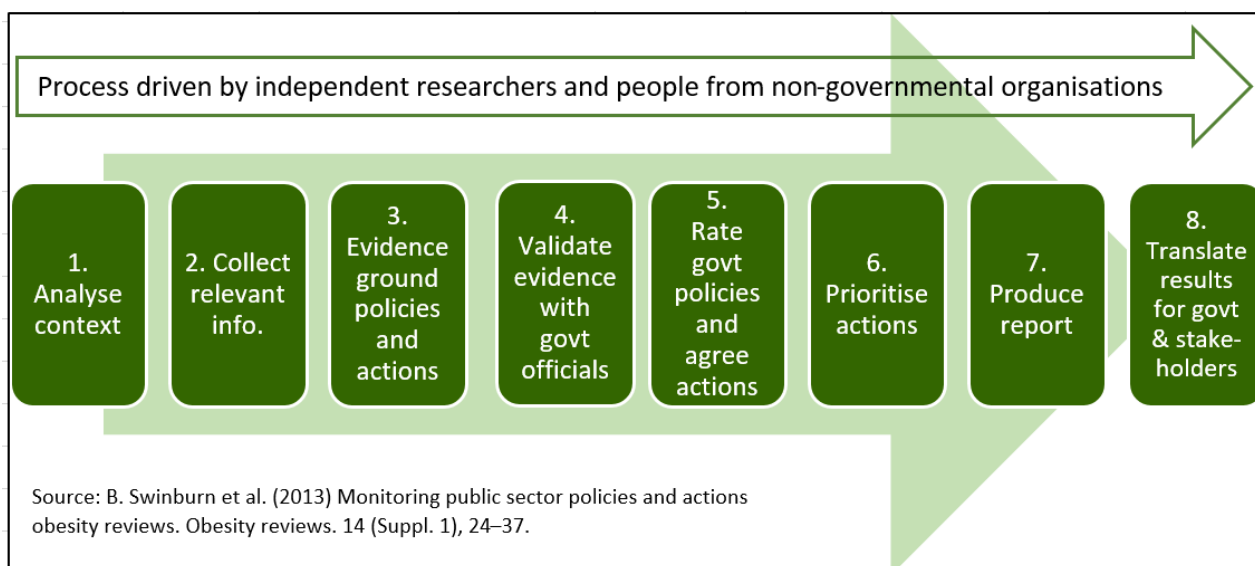 Process driven by independent researchers and people from non-governmental organisations
1.
Analyse
context
2. Collect
relevant
info.
3.
Evidence
ground
policies
and
actions
4.
Validate
evidence
with
govt
officials
5.
Rate
govt
policies
and
agree
actions
6.
Prioritise
actions
7.
Produce
report
8.
Translate
results
for govt
& stake-
holders
Source: B. Swinburn et al. (2013) Monitoring public sector policies and actions
obesity reviews. Obesity reviews. 14 (Suppl. 1), 24–37.